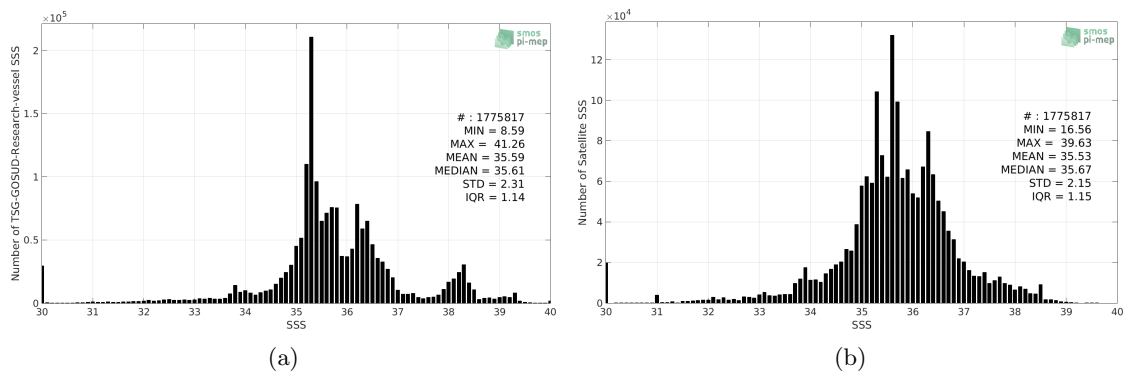 ×10⁵
smos
pi-mep
Number of TSG-GOSUD-Research-vessel SSS
2
1.5
1
0.5
0
# : 1775817
MIN = 8.59
MAX = 41.26
MEAN = 35.59
MEDIAN = 35.61
STD = 2.31
IQR = 1.14
30 31 32 33 34 35 36 37 38 39 40
SSS
(a)
×10⁴
smos
pi-mep
Number of Satellite SSS
12
10
8
6
4
2
0
# : 1775817
MIN = 16.56
MAX = 39.63
MEAN = 35.53
MEDIAN = 35.67
STD = 2.15
IQR = 1.15
30 31 32 33 34 35 36 37 38 39 40
SSS
(b)